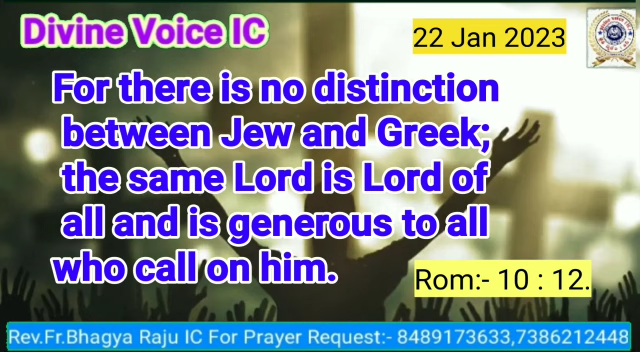 Divine Voice IC
22 Jan 2023
For there is no distinction
between Jew and Greek;
the same Lord is Lord of
all and is generous to all
who call on him.
Rom:- 10 : 12.
Rev.Fr.Bhagya Raju IC For Prayer Request:- 8489173633,7386212448